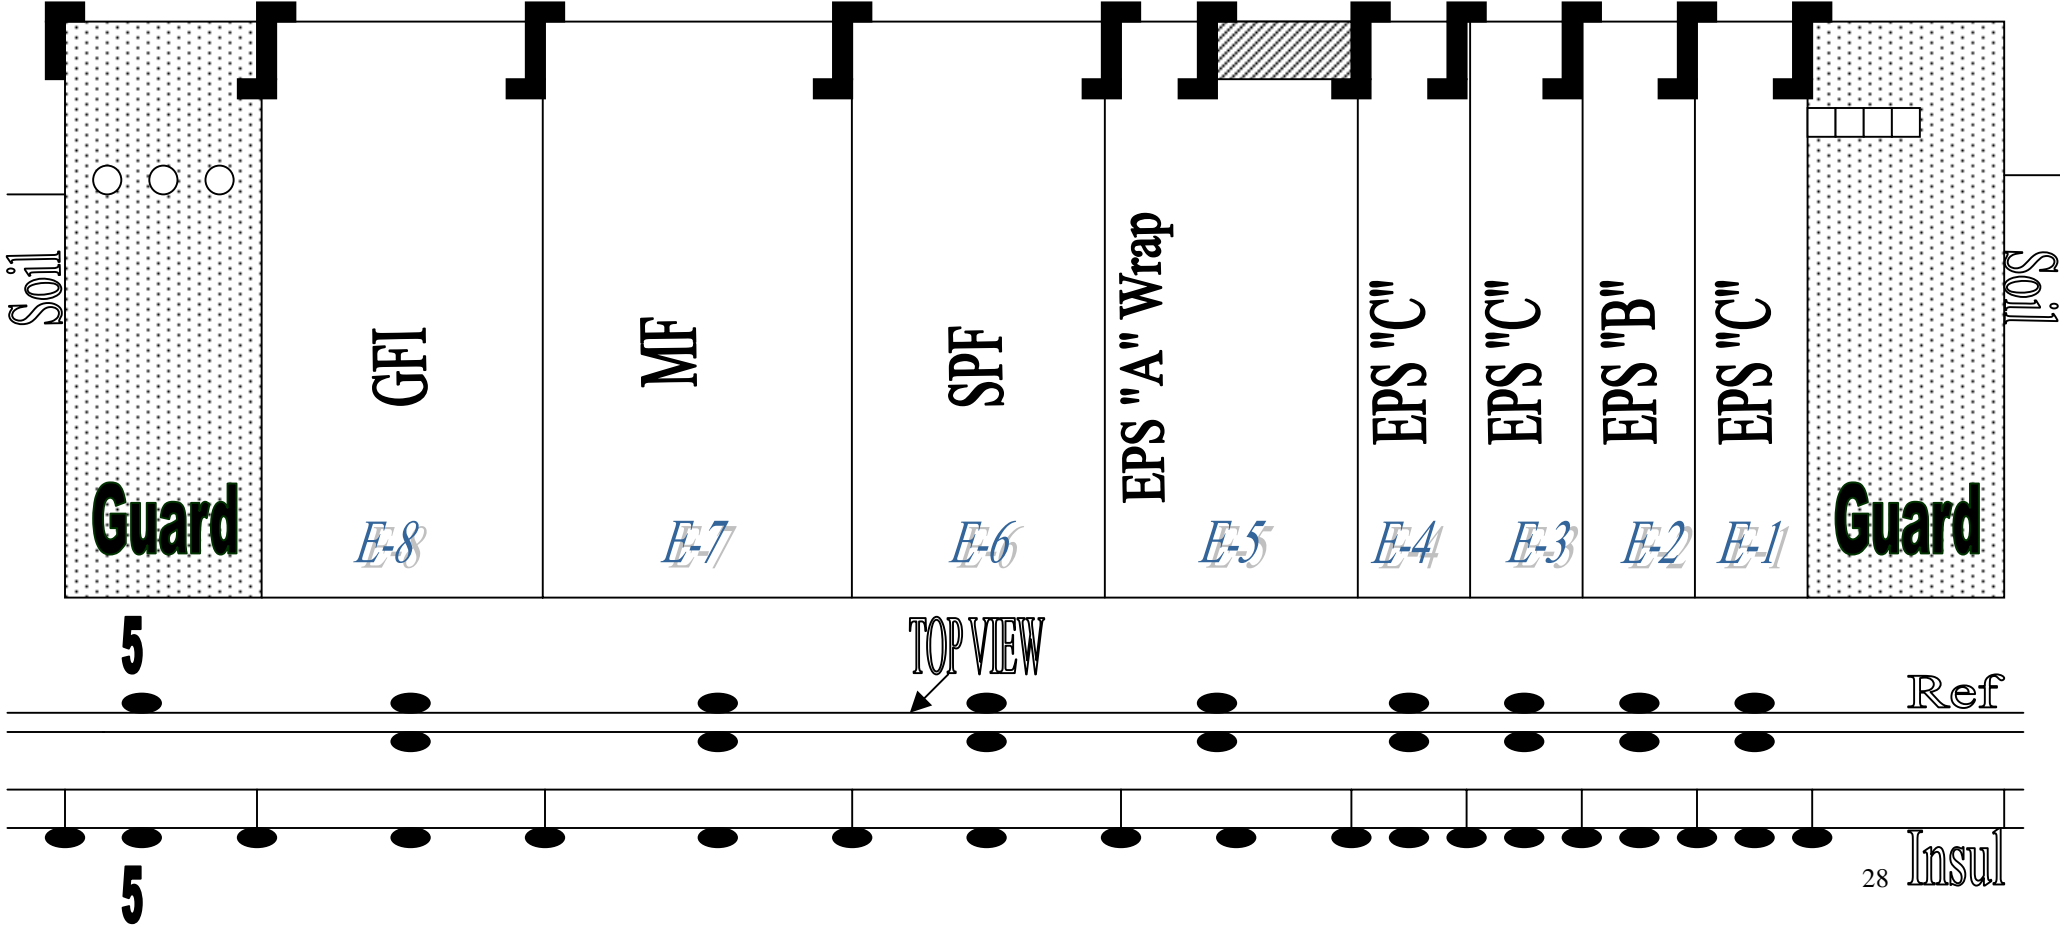 Soil
Guard
GFI
E-8
MF
E-7
SPF
E-6
EPS "A" Wrap
E-5
EPS "C"
E-4
EPS "C"
E-3
EPS "B"
E-2
EPS "C"
E-1
Guard
Soil
5
TOP VIEW
Ref
5
28
Insul